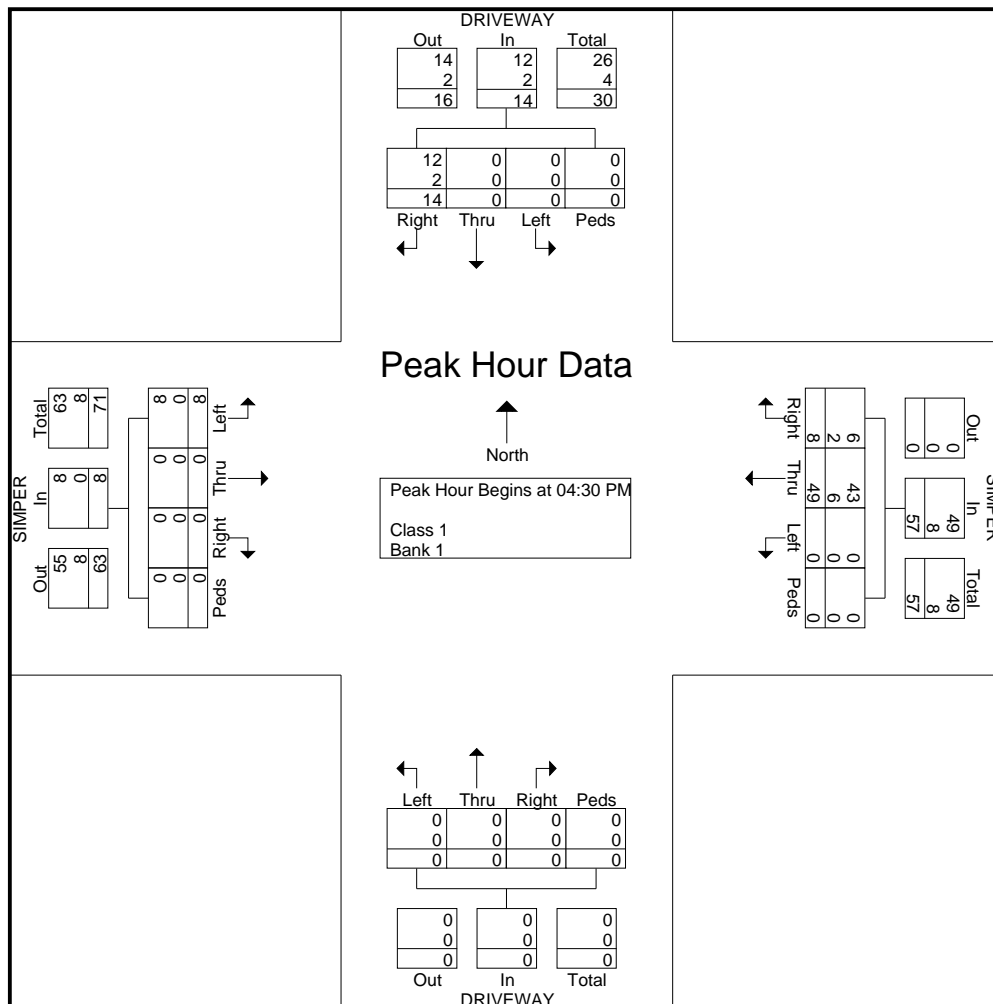 DRIVEWAY
Out In Total
14 12 26
2 2 4
16 14 30
12 0 0 0
2 0 0 0
14 0 0 0
Right Thru Left Peds
SIMPER
Out In Total
55 8 63
8 0 8
63 8 71
0 0 0 8
0 0 0 0
0 0 0 8
Peds Right Thru Left
Peak Hour Data
North
Peak Hour Begins at 04:30 PM
Class 1
Bank 1
SIMPER
Out In Total
0 49 49
0 8 8
0 57 57
6 43 0 0
2 6 0 0
8 49 0 0
Right Thru Left Peds
Left Thru Right Peds
0 0 0 0
0 0 0 0
0 0 0 0
0 0 0
0 0 0
0 0 0
Out In Total
DRIVEWAY